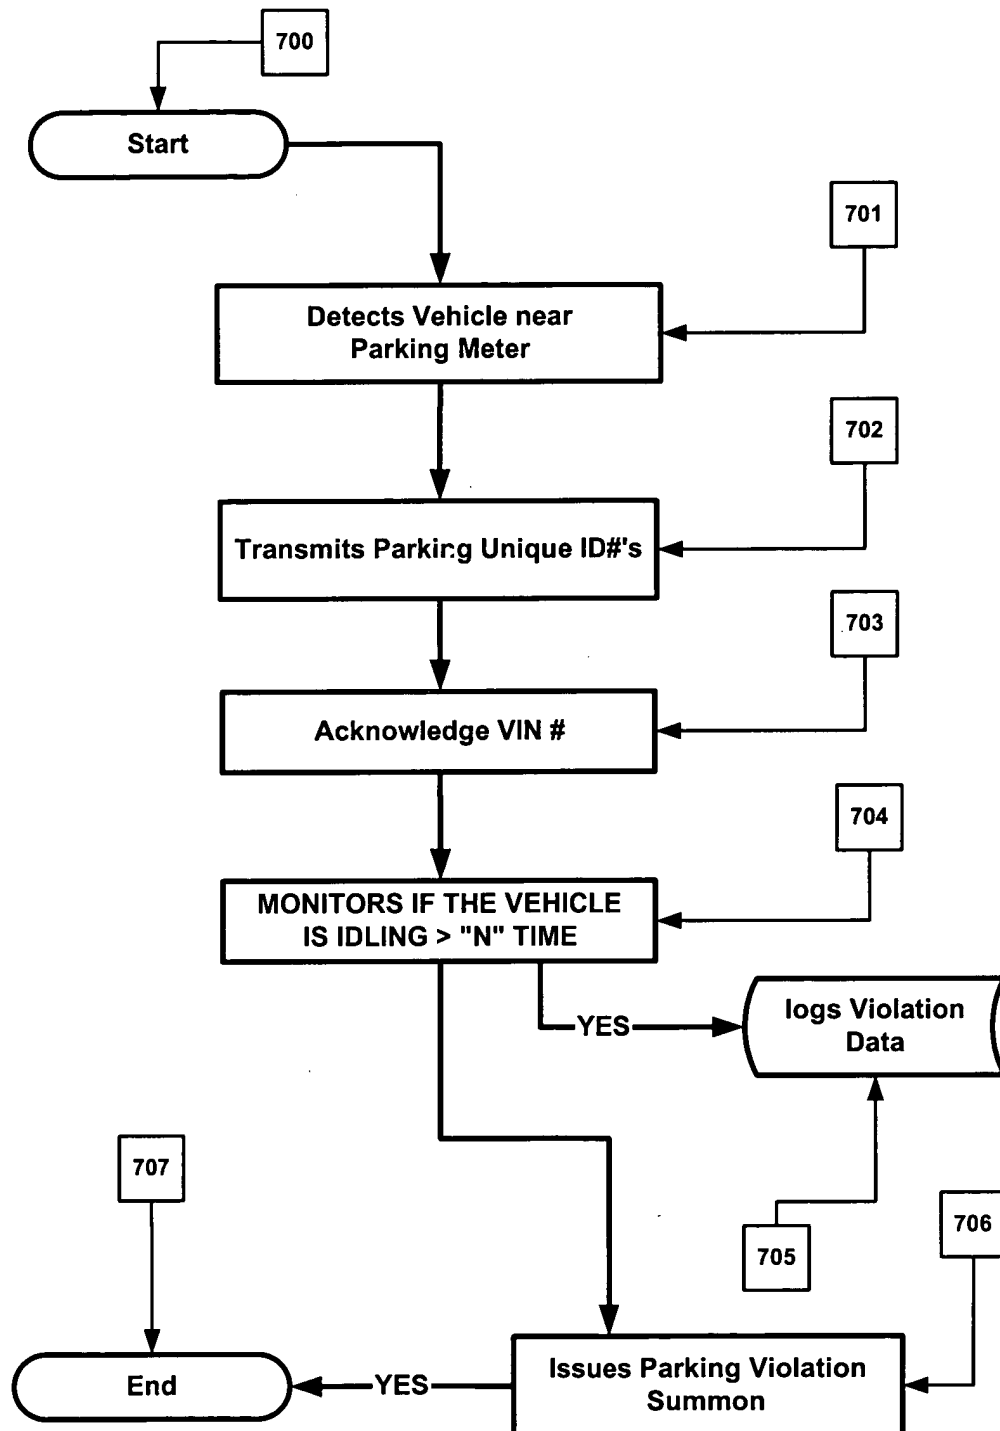 700
Start
701
Detects Vehicle near
Parking Meter
702
Transmits Parking Unique ID#'s
703
Acknowledge VIN #
704
MONITORS IF THE VEHICLE
IS IDLING > "N" TIME
YES
logs Violation
Data
707
705
706
End
YES
Issues Parking Violation
Summon